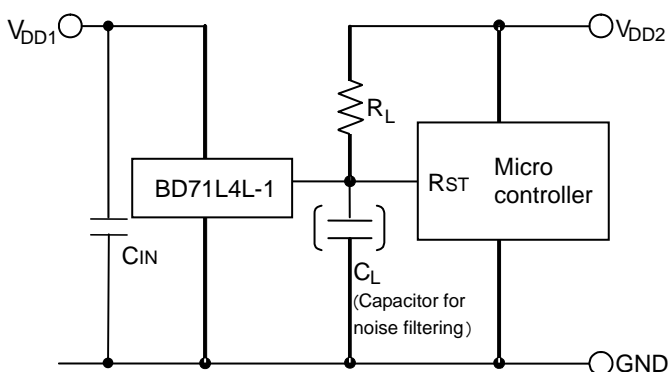 VDD1
VDD2
RL
BD71L4L-1
RST
Micro
controller
CIN
CL
(Capacitor for
noise filtering)
GND